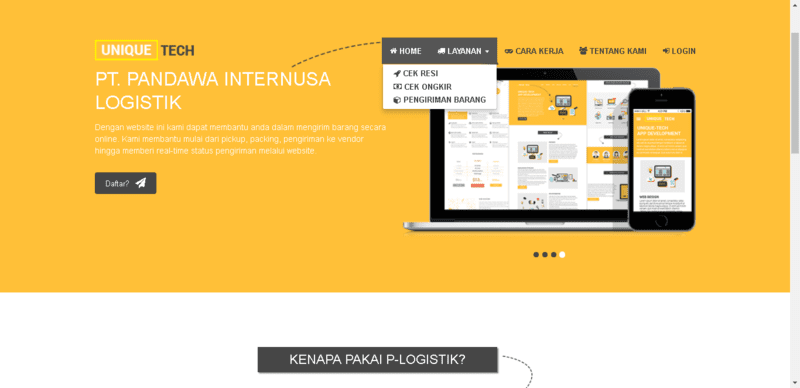 UNIQUE TECH
HOME LAYANAN CARA KERJA TENTANG KAMI LOGIN
CEK RESI
CEK ONGKIR
PENGIRIMAN BARANG
PT. PANDAWA INTERNUSA
LOGISTIK
Dengan website ini kami dapat membantu anda dalam mengirim barang secara
online. Kami membantu mulai dari pickup, packing, pengiriman ke vendor
hingga memberi real-time status pengiriman melalui website.
Daftar?
UNIQUE TECH
APP DEVELOPMENT
WEB DESIGN
KENAPA PAKAI P-LOGISTIK?